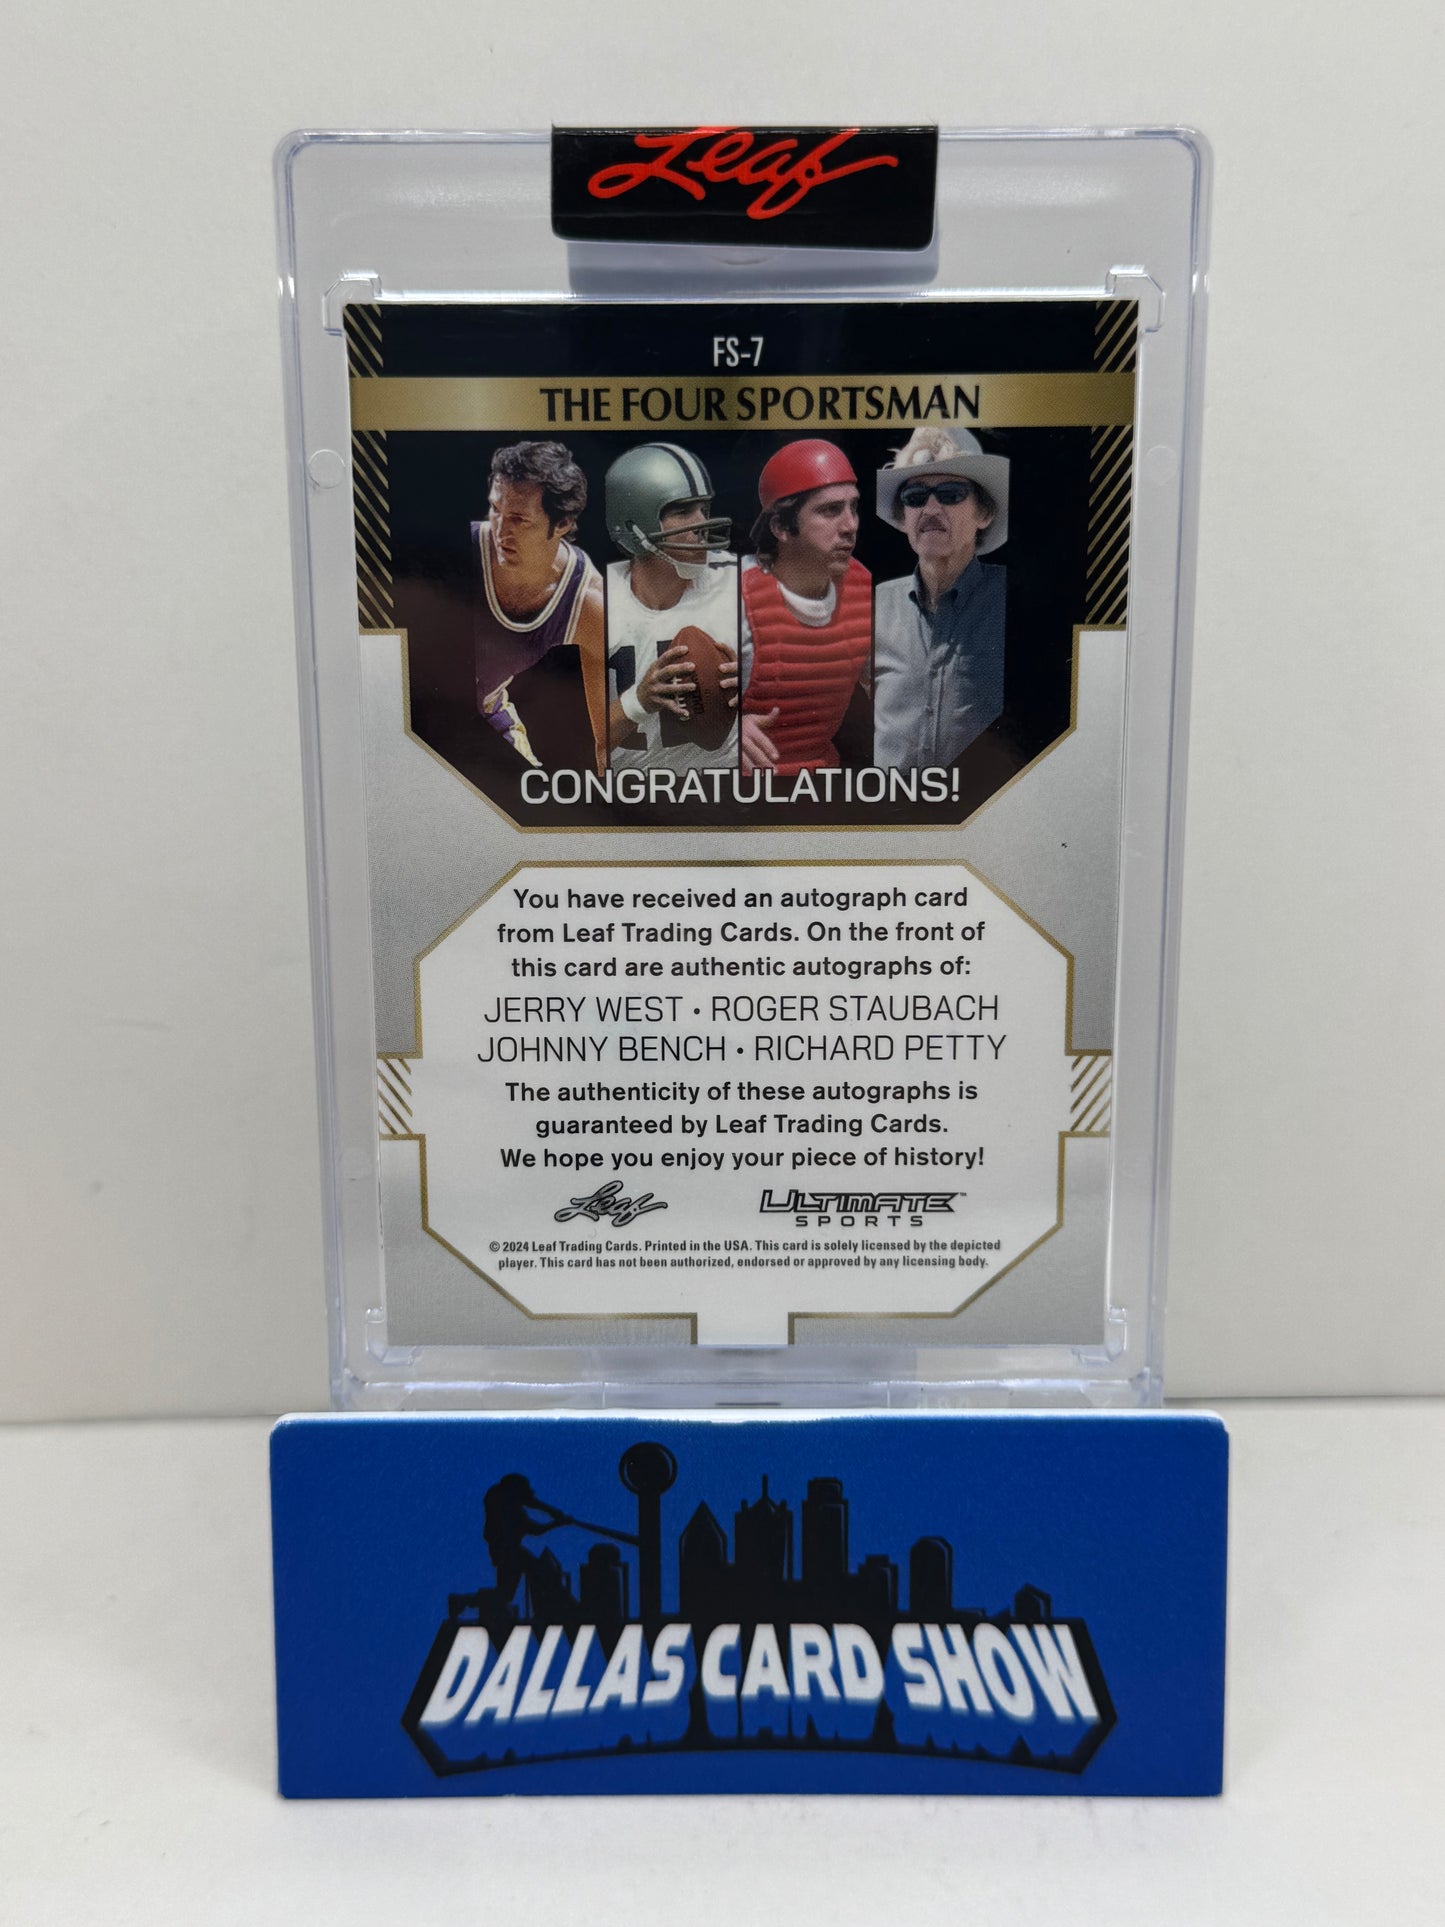 Leaf
FS-7
THE FOUR SPORTSMAN
CONGRATULATIONS!
You have received an autograph card
from Leaf Trading Cards. On the front of
this card are authentic autographs of:
JERRY WEST • ROGER STAUBACH
JOHNNY BENCH • RICHARD PETTY
The authenticity of these autographs is
guaranteed by Leaf Trading Cards.
We hope you enjoy your piece of history!
Leaf ULTIMATE™
SPORTS
© 2024 Leaf Trading Cards. Printed in the USA. This card is solely licensed by the depicted
player. This card has not been authorized, endorsed or approved by any licensing body.
DALLAS CARD SHOW